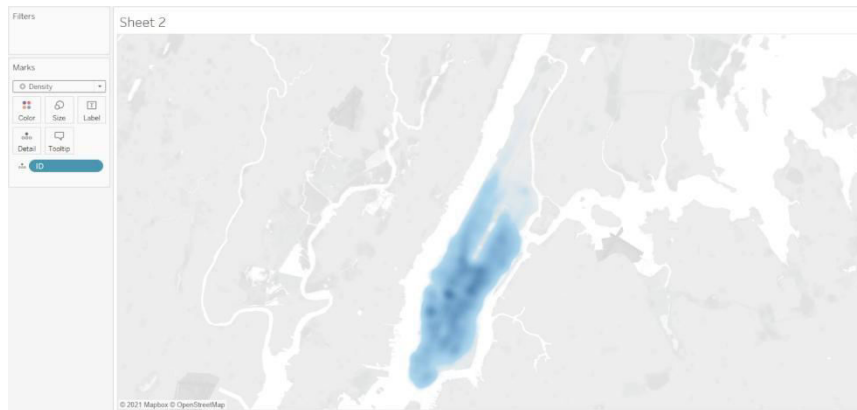 Filters
Sheet 2
Marks
Density
Color Size Label
Detail Tooltip
ID
© 2021 Mapbox © OpenStreetMap